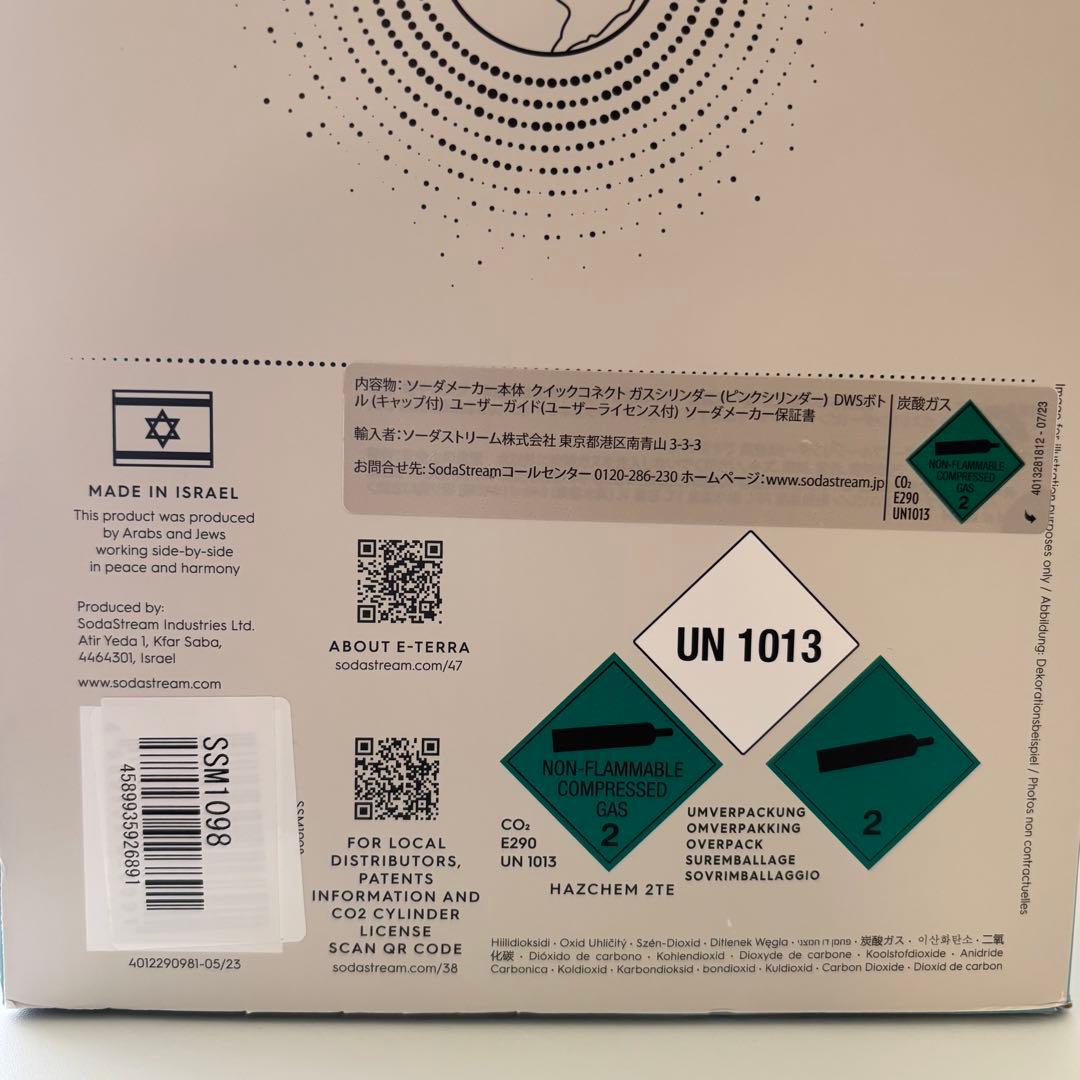 MADE IN ISRAEL
This product was produced
by Arabs and Jews
working side-by-side
in peace and harmony
Produced by:
SodaStream Industries Ltd.
Atir Yeda 1, Kfar Saba,
4464301, Israel
www.sodastream.com
SSM1098
4589935926891
4012290981-05/23
内容物: ソーダメーカー本体 クイックコネクト ガスシリンダー (ピンクシリンダー) DWSボト
ル (キャップ付) ユーザーガイド(ユーザーライセンス付) ソーダメーカー保証書
輸入者:ソーダストリーム株式会社 東京都港区南青山 3-3-3
お問合せ先: SodaStreamコールセンター 0120-286-230 ホームページ:www.sodastream.jp
炭酸ガス
NON-FLAMMABLE
COMPRESSED
GAS
2
CO₂
E290
UN1013
4013281812 - 07/23
ABOUT E-TERRA
sodastream.com/47
FOR LOCAL
DISTRIBUTORS,
PATENTS
INFORMATION AND
CO2 CYLINDER
LICENSE
SCAN QR CODE
sodastream.com/38
UN 1013
NON-FLAMMABLE
COMPRESSED
GAS
2
CO₂
E290
UN 1013
HAZCHEM 2TE
UMVERPACKUNG
OMVERPAKKING
OVERPACK
SUREMBALLAGE
SOVRIMBALLAGGIO
2
Hiilidioksidi · Oxid Uhličitý · Szén-Dioxid · Ditlenek Węgla · פחמן דו חמצני · 炭酸ガス · 이산화탄소 · 二氧
化碳 · Dióxido de carbono · Kohlendioxid · Dioxyde de carbone · Koolstofdioxide · Anidride
Carbonica · Koldioxid · Karbondioksid · bondioxid · Kuldioxid · Carbon Dioxide · Dioxid de carbon
Image for illustration purposes only / Abbildung: Dekorationsbeispiel / Photos non contractuelles